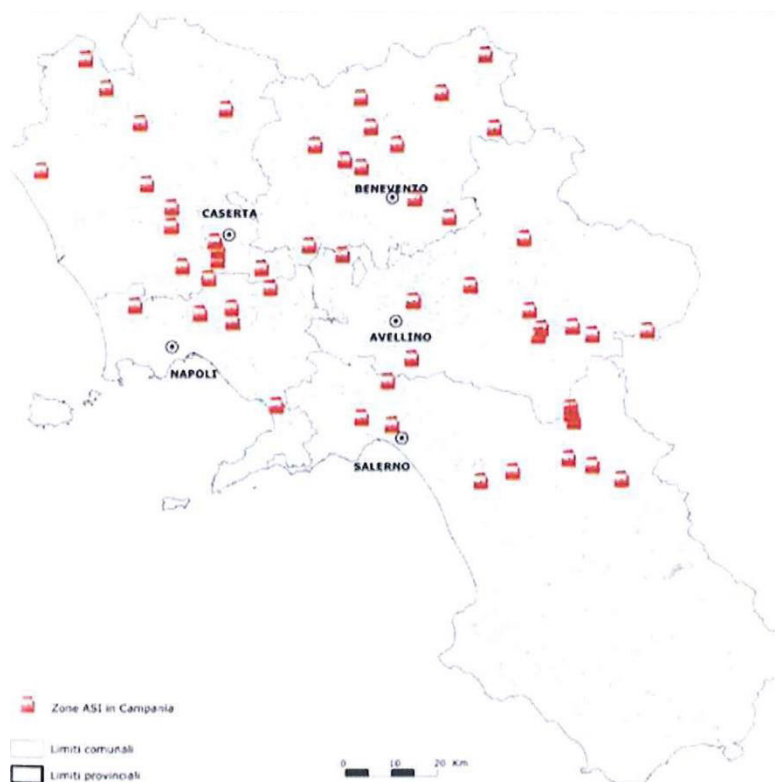 BENEVENTO
CASERTA
AVELLINO
NAPOLI
SALERNO
Zone ASI in Campania
Limiti comunali
Limiti provinciali
0 10 20 Km